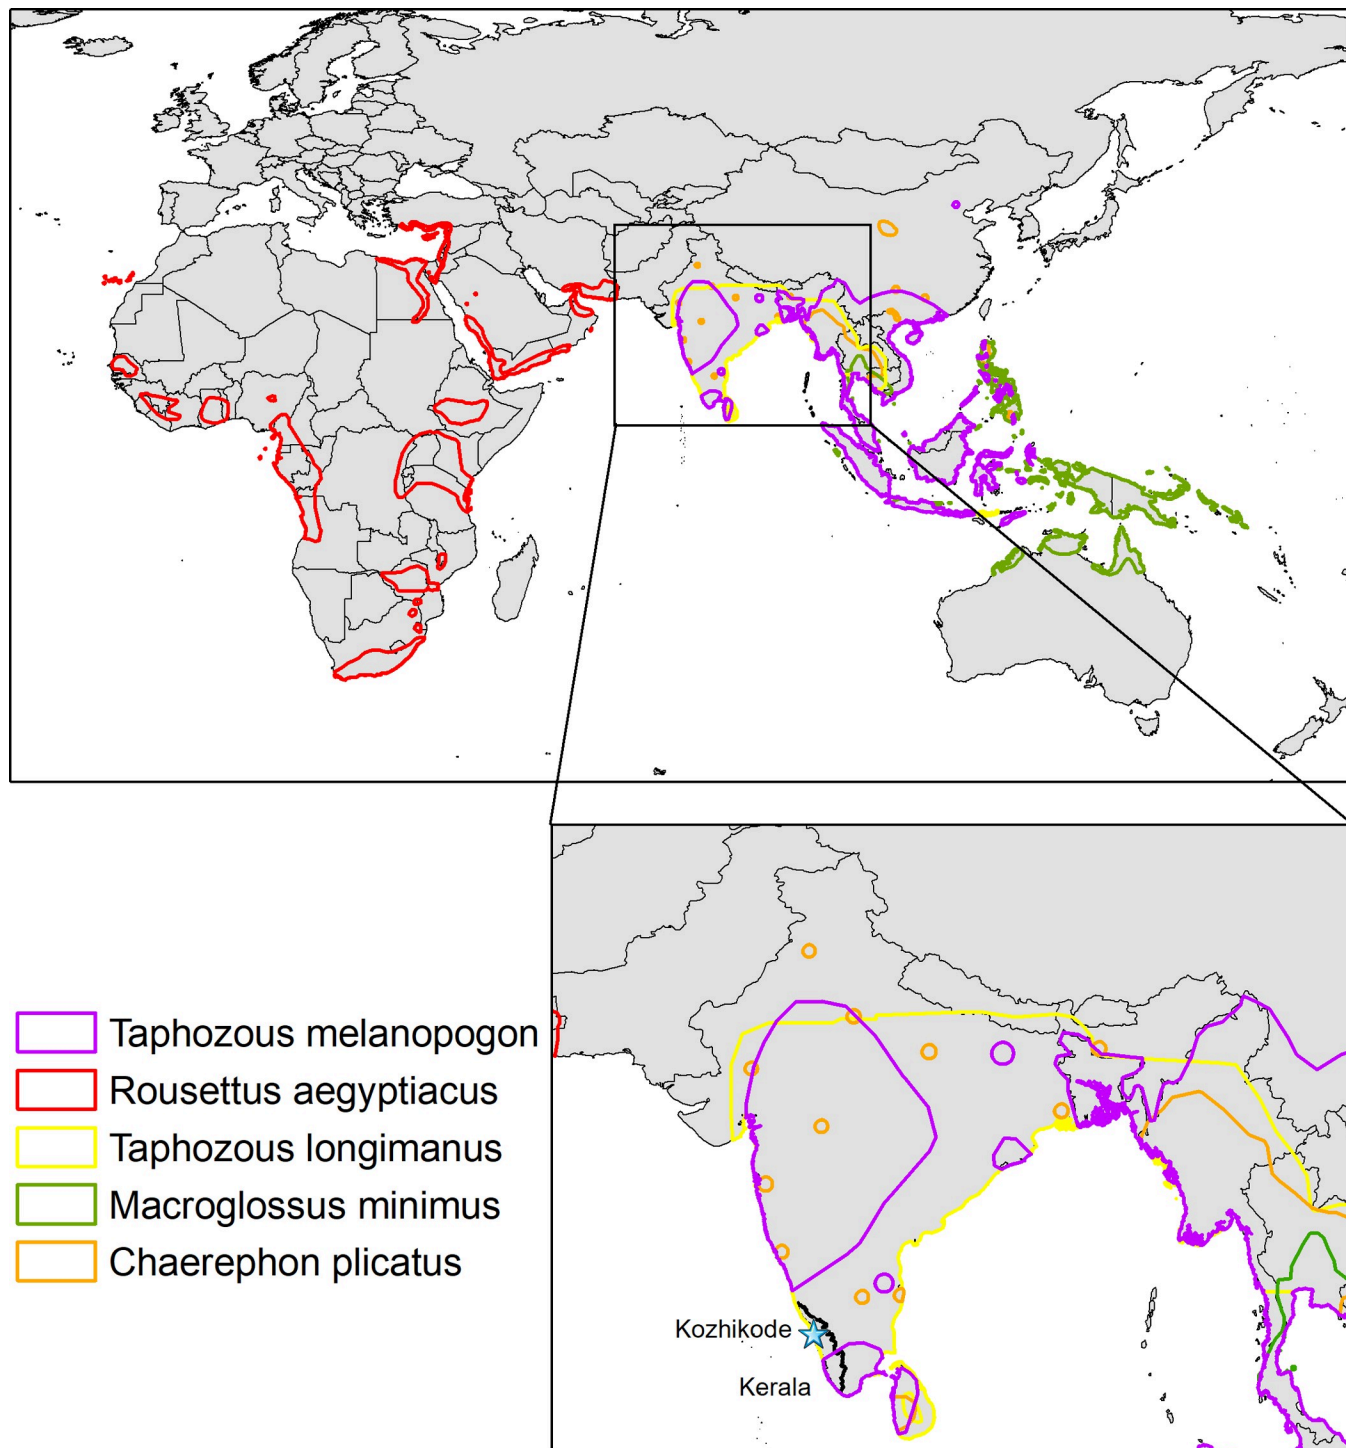 Taphozous melanopogon
Rousettus aegyptiacus
Taphozous longimanus
Macroglossus minimus
Chaerephon plicatus
Kozhikode
Kerala